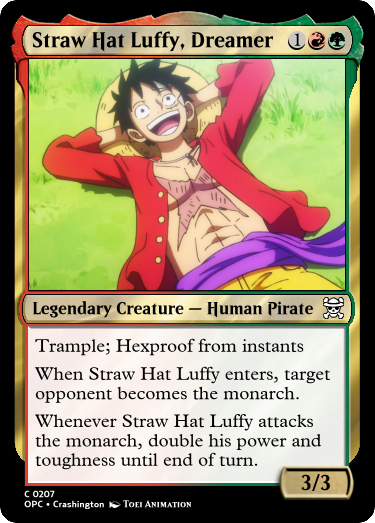 Straw Hat Luffy, Dreamer 1
Legendary Creature — Human Pirate
Trample; Hexproof from instants
When Straw Hat Luffy enters, target
opponent becomes the monarch.
Whenever Straw Hat Luffy attacks
the monarch, double his power and
toughness until end of turn.
3/3
C 0207
OPC • Crashington TOEI ANIMATION